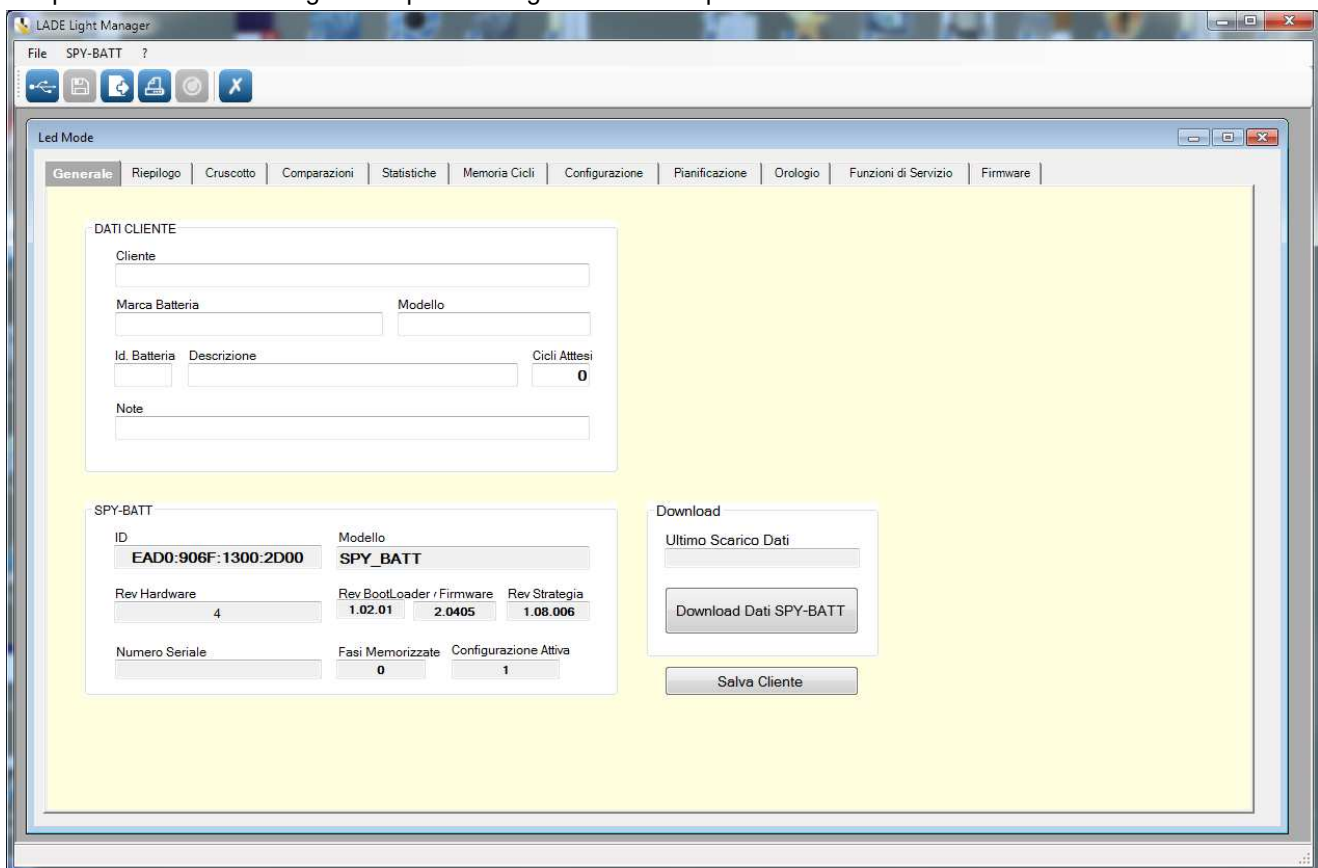 LADE Light Manager
File SPY-BATT ?
Led Mode
Generale Riepilogo Cruscotto Comparazioni Statistiche Memoria Cicli Configurazione Pianificazione Orologio Funzioni di Servizio Firmware
DATI CLIENTE
Cliente
Marca Batteria Modello
Id. Batteria Descrizione Cicli Atttesi
0
Note
SPY-BATT
ID Modello
EAD0:906F:1300:2D00 SPY_BATT
Rev Hardware Rev BootLoader / Firmware Rev Strategia
4 1.02.01 2.0405 1.08.006
Numero Seriale Fasi Memorizzate Configurazione Attiva
0 1
Download
Ultimo Scarico Dati
Download Dati SPY-BATT
Salva Cliente